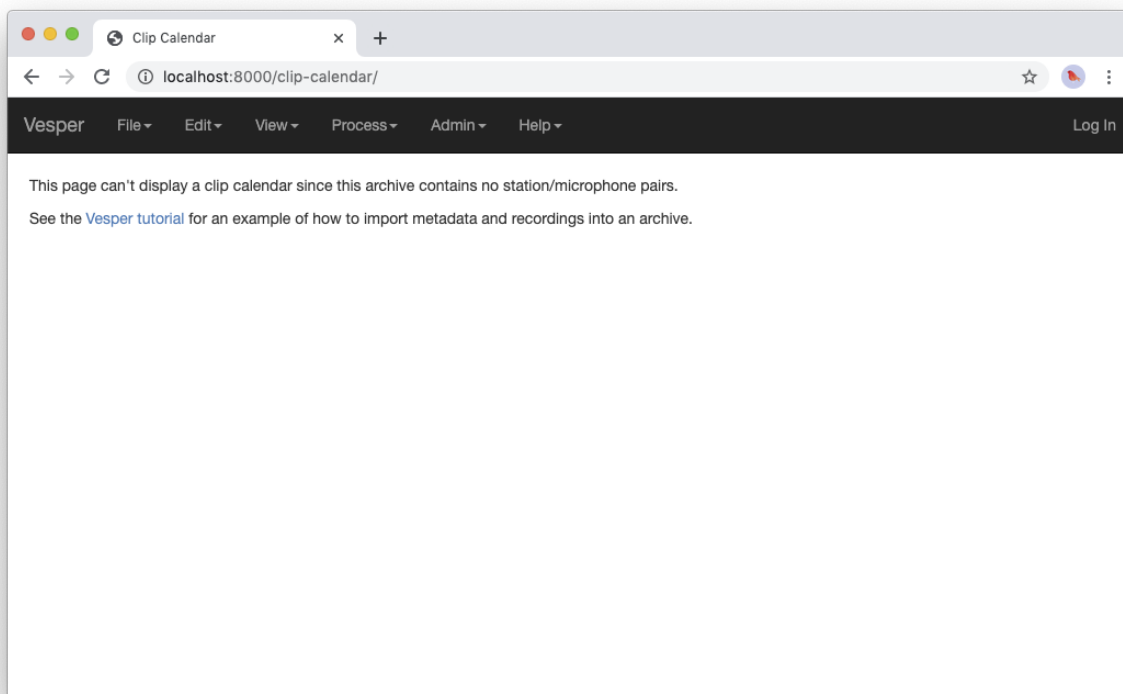 Clip Calendar
localhost:8000/clip-calendar/
Vesper File Edit View Process Admin Help Log In
This page can't display a clip calendar since this archive contains no station/microphone pairs.
See the Vesper tutorial for an example of how to import metadata and recordings into an archive.